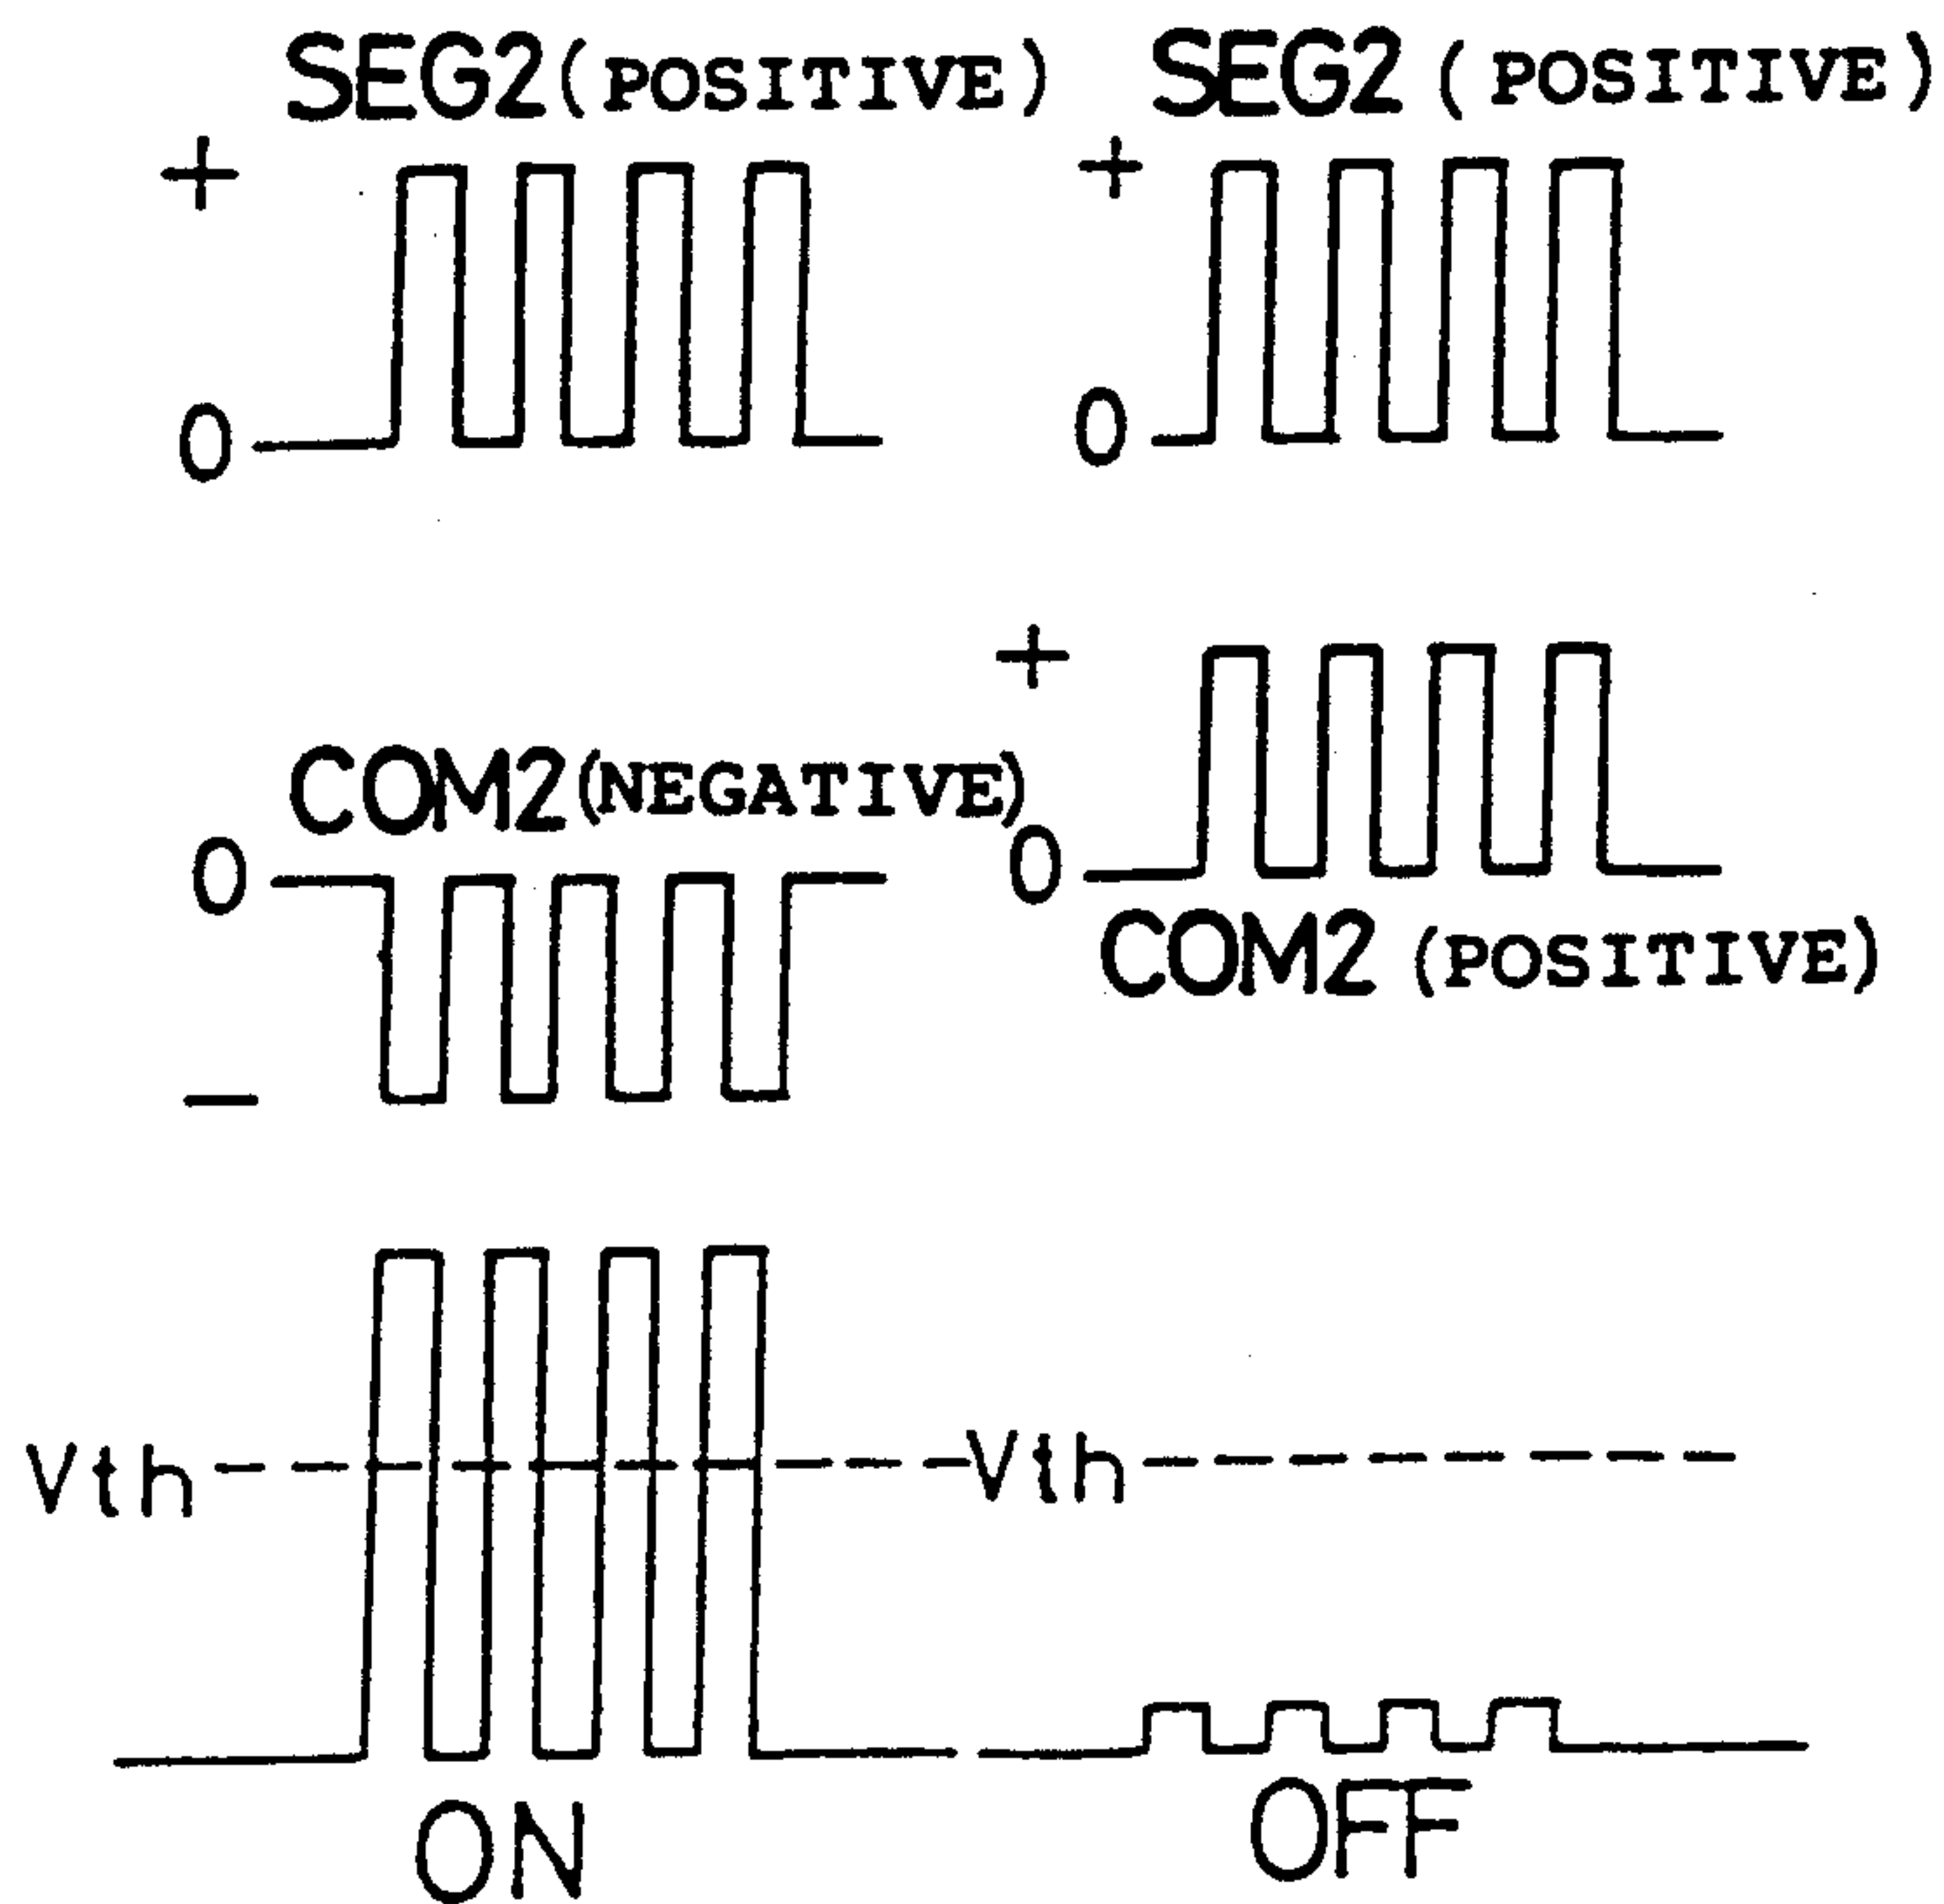 SEG2(POSITIVE) SEG2 (POSITIVE)
+ +
0 0
+
COM2(NEGATIVE)
0 0
COM2 (POSITIVE)
−
Vth Vth
ON OFF